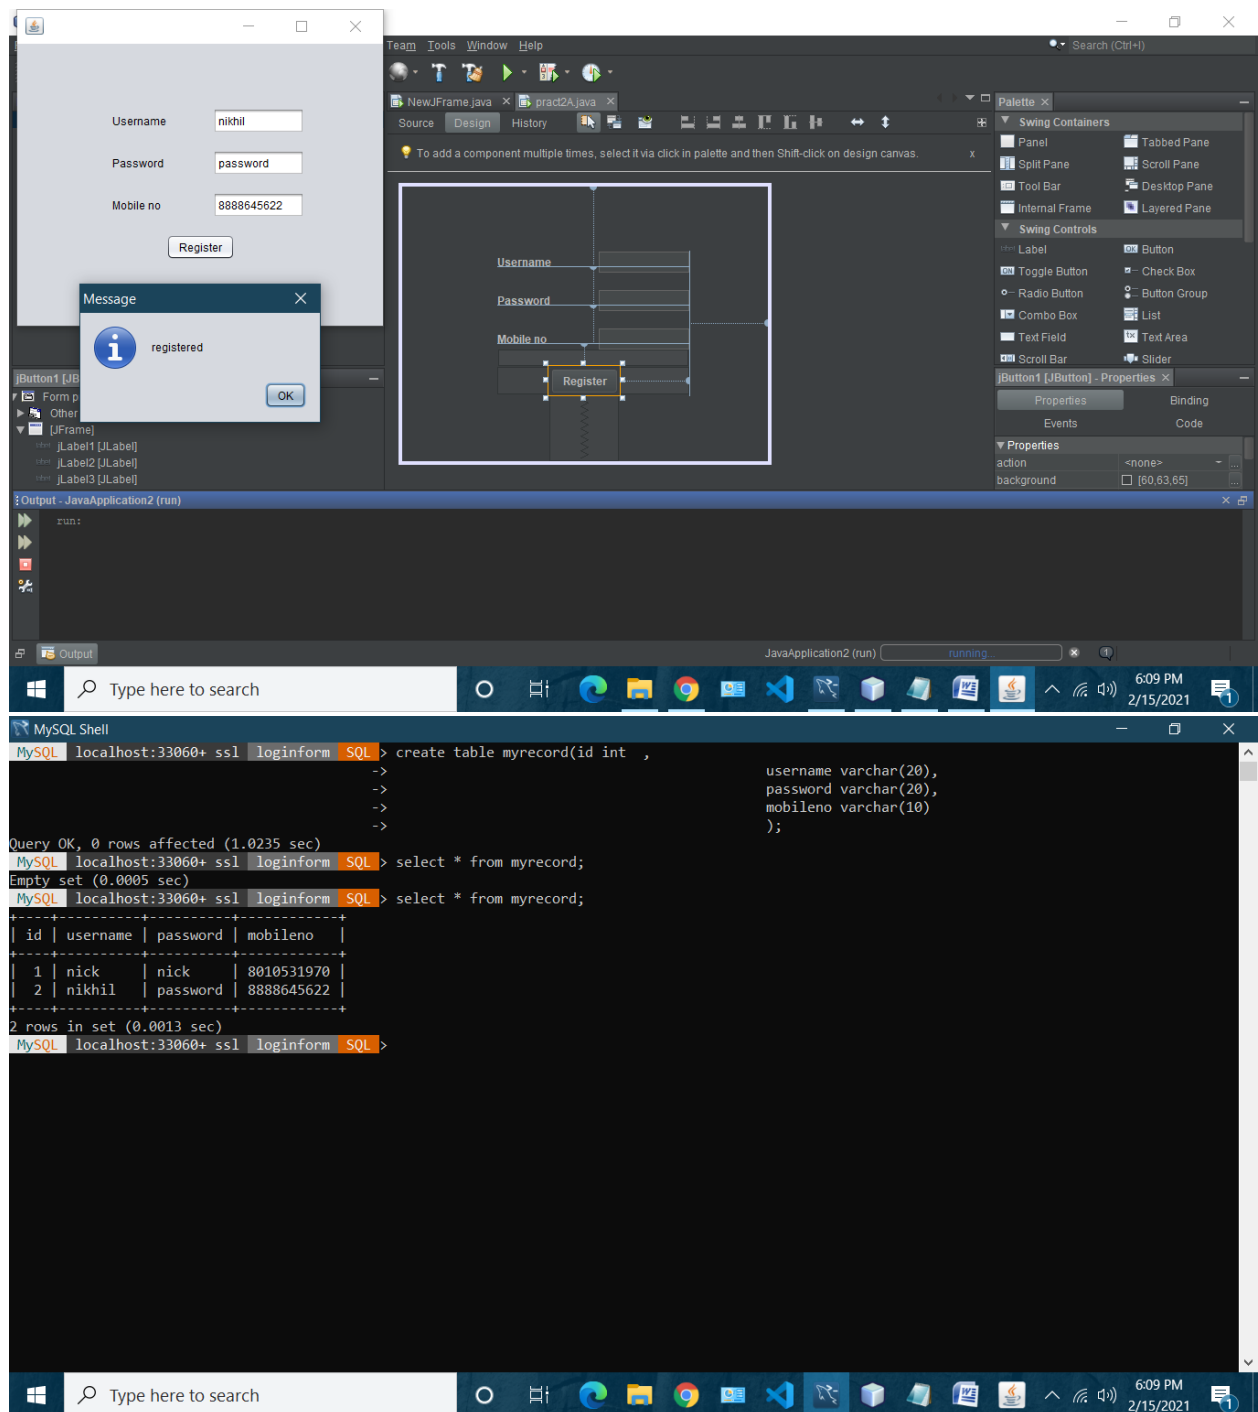 Team Tools Window Help
Search (Ctrl+I)
NewJFrame.java × pract2A.java ×
Source Design History
To add a component multiple times, select it via click in palette and then Shift-click on design canvas. x
Username nikhil
Password password
Mobile no 8888645622
Register
Message
registered
OK
Username
Password
Mobile no
Register
Palette ×
Swing Containers
Panel Tabbed Pane
Split Pane Scroll Pane
Tool Bar Desktop Pane
Internal Frame Layered Pane
Swing Controls
Label Button
Toggle Button Check Box
Radio Button Button Group
Combo Box List
Text Field Text Area
Scroll Bar Slider
jButton1 [JButton] - Properties ×
Properties Binding
Events Code
Properties
action <none> ...
background [60,63,65] ...
jButton1 [JB
Form p
Other
[JFrame]
jLabel1 [JLabel]
jLabel2 [JLabel]
jLabel3 [JLabel]
Output - JavaApplication2 (run)
run:
Output
JavaApplication2 (run) running...
Type here to search
6:09 PM
2/15/2021
MySQL Shell
MySQL localhost:33060+ ssl loginform SQL > create table myrecord(id int ,
-> username varchar(20),
-> password varchar(20),
-> mobileno varchar(10)
-> );
Query OK, 0 rows affected (1.0235 sec)
MySQL localhost:33060+ ssl loginform SQL > select * from myrecord;
Empty set (0.0005 sec)
MySQL localhost:33060+ ssl loginform SQL > select * from myrecord;
+----+----------+----------+------------+
| id | username | password | mobileno |
+----+----------+----------+------------+
| 1 | nick | nick | 8010531970 |
| 2 | nikhil | password | 8888645622 |
+----+----------+----------+------------+
2 rows in set (0.0013 sec)
MySQL localhost:33060+ ssl loginform SQL >
Type here to search
6:09 PM
2/15/2021